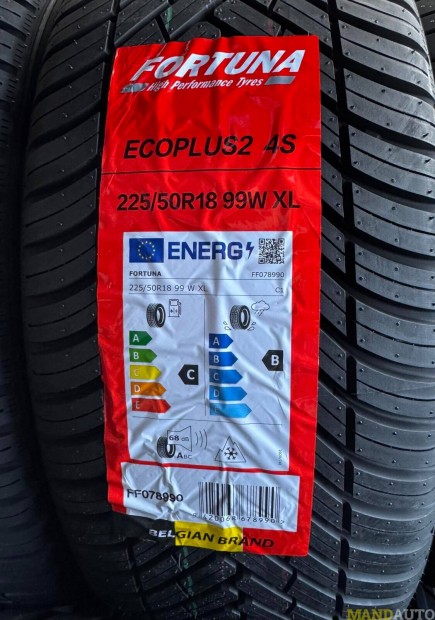 FORTUNA
High Performance Tyres
ECOPLUS2 4S
225/50R18 99W XL
ENERG
FORTUNA
FF078990
225/50R18 99 W XL
C1
A
B
C
D
E
C
A
B
C
D
E
B
68 dB
ABC
FF078990
BELGIAN BRAND
MANDAUTO